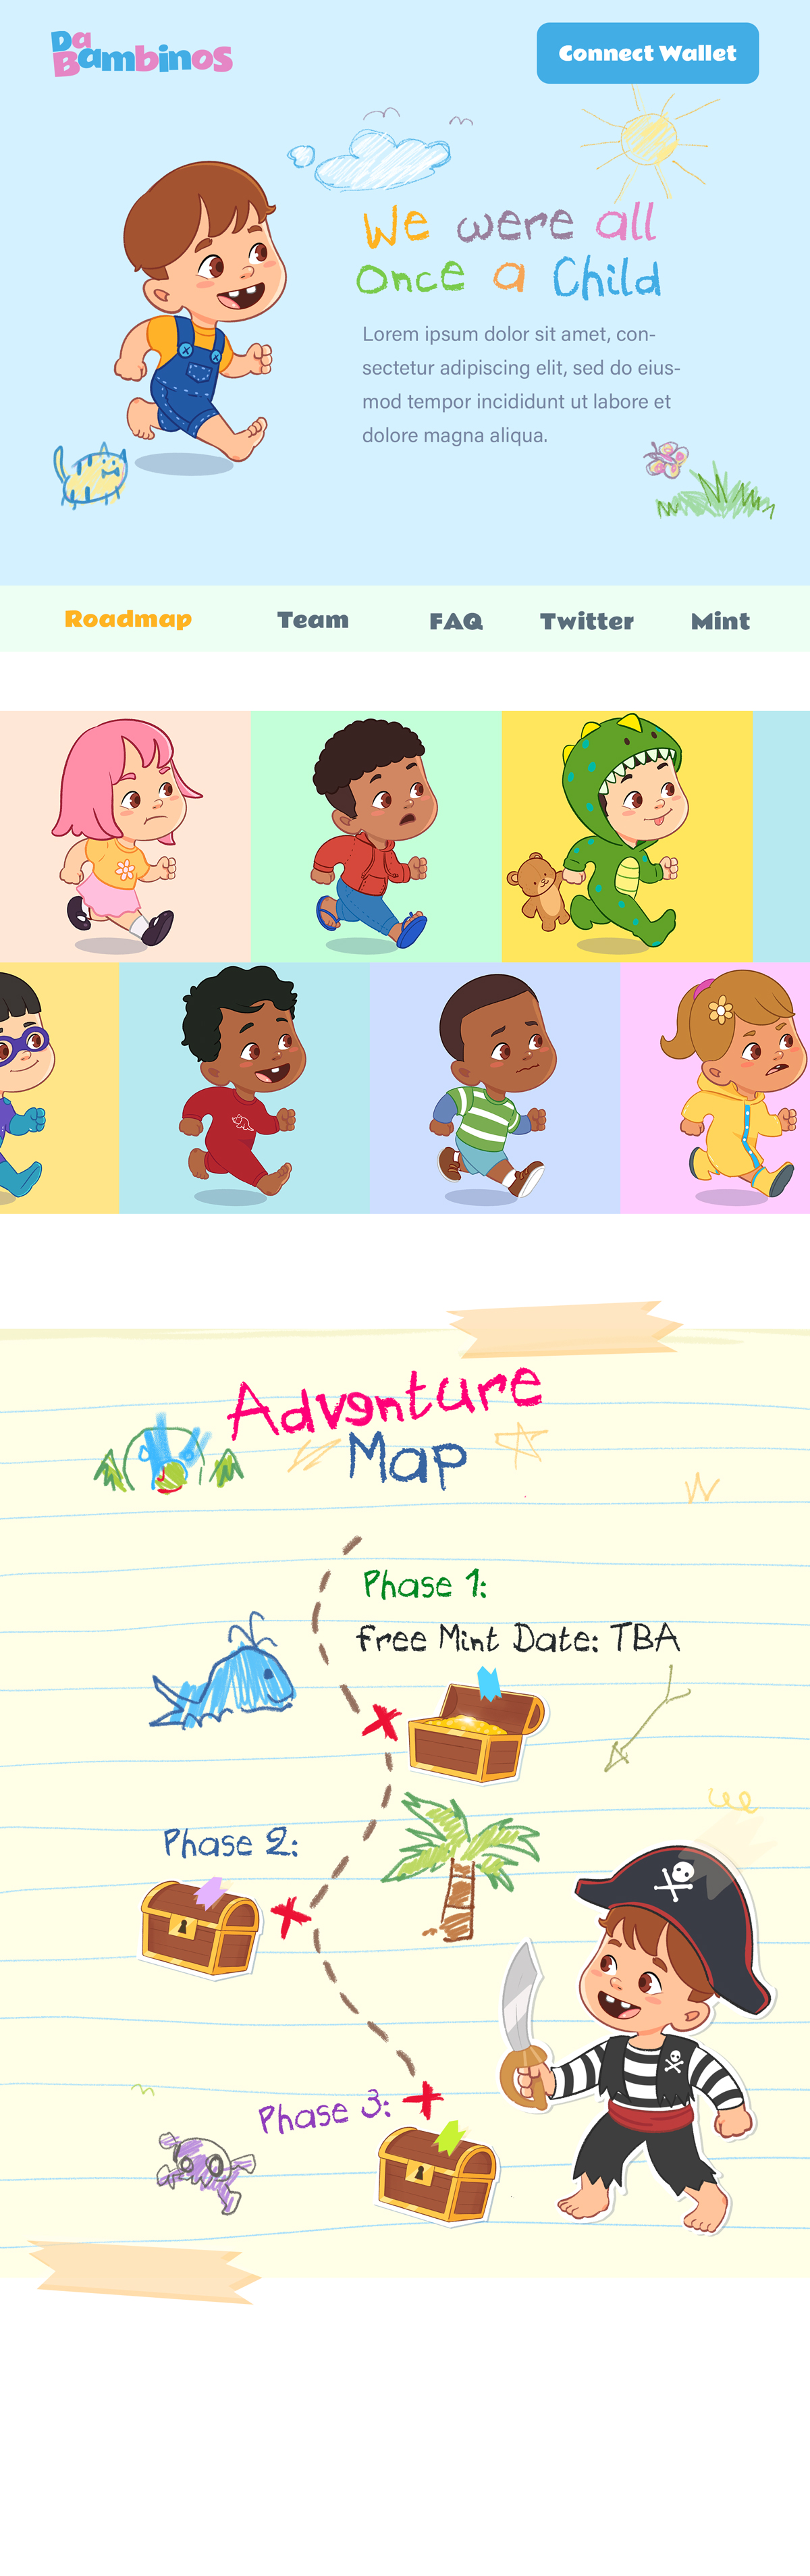 Da
Bambinos
Connect Wallet
We were all
Once a Child
Lorem ipsum dolor sit amet, con-
sectetur adipiscing elit, sed do eius-
mod tempor incididunt ut labore et
dolore magna aliqua.
Roadmap Team FAQ Twitter Mint
Adventure
Map
Phase 1:
Free Mint Date: TBA
Phase 2:
Phase 3: